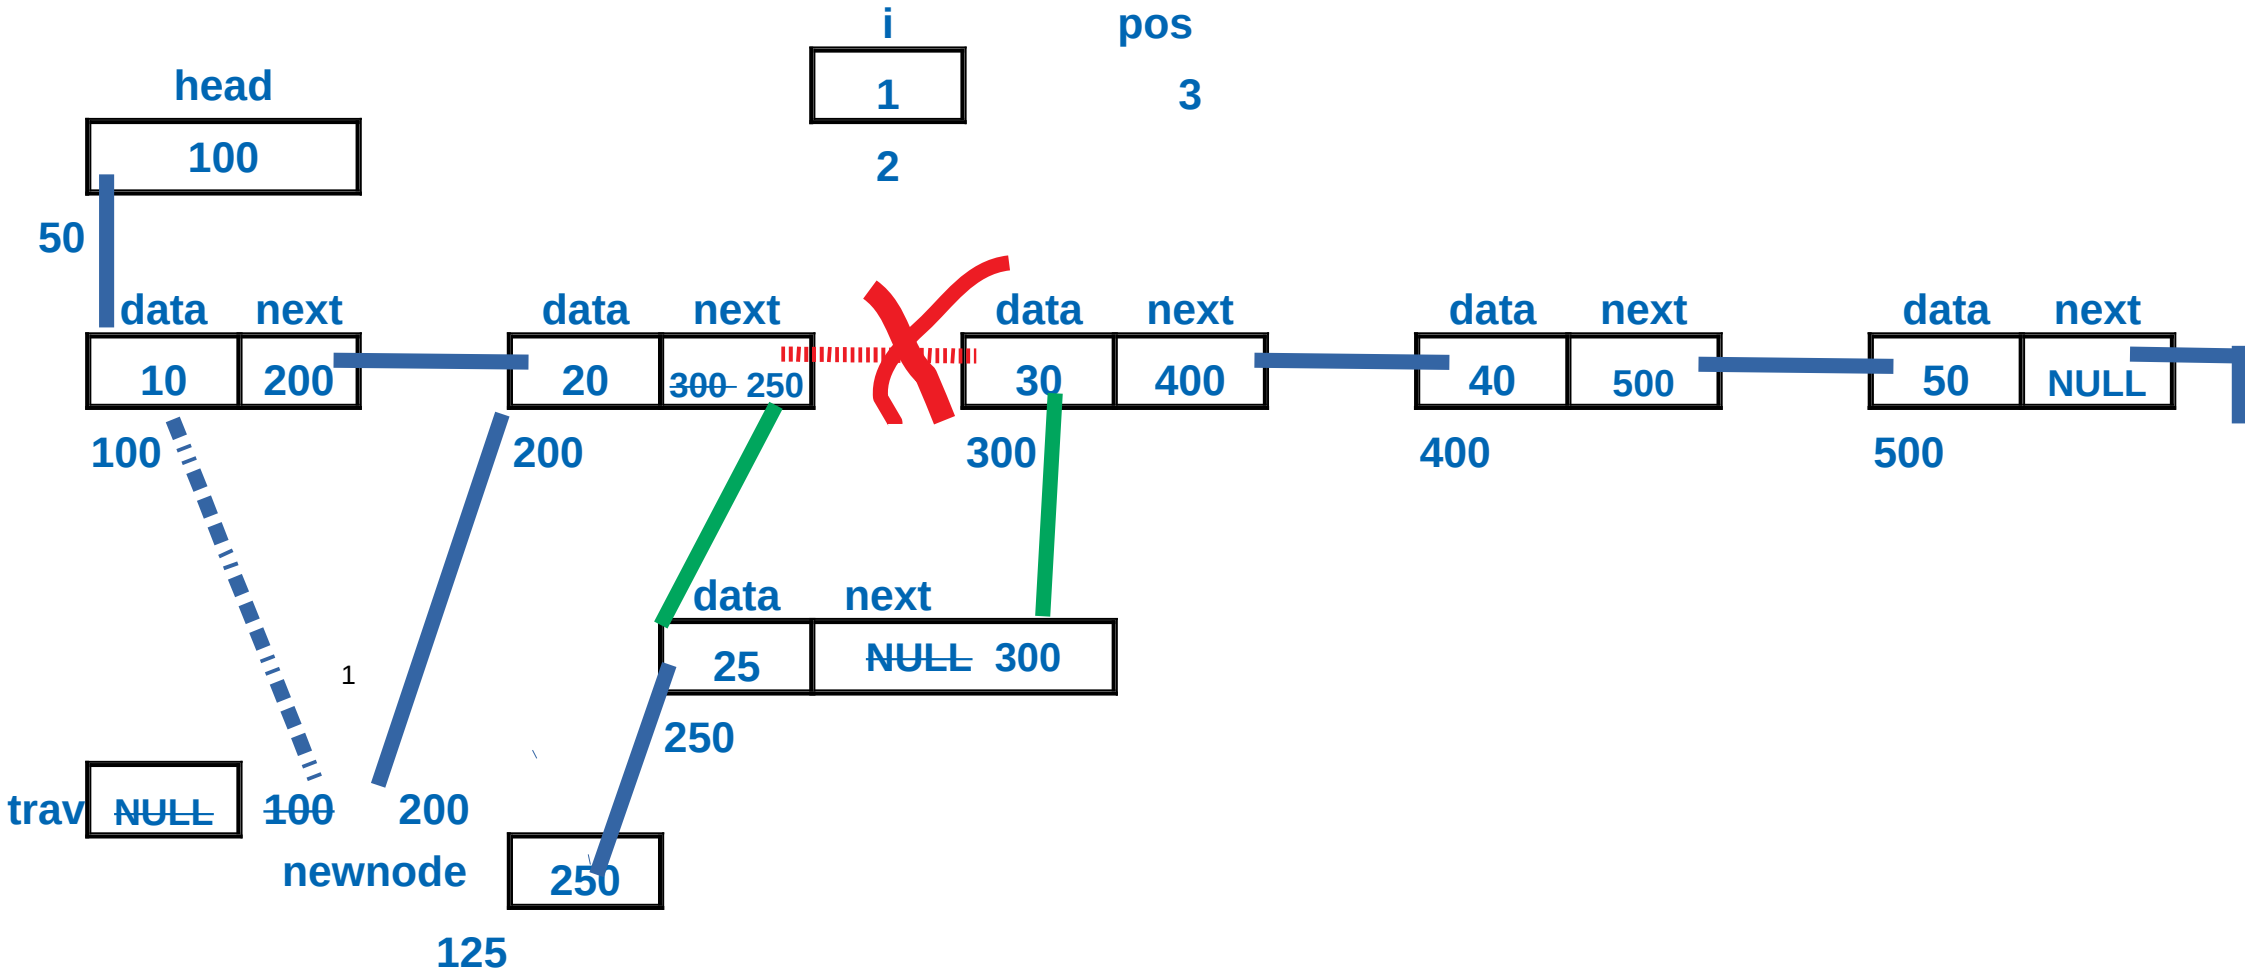 i pos
head
1 3
100
2
50
data next data next data next data next data next
10 200 20 300 250 30 400 40 500 50 NULL
100 200 300 400 500
data next
25 NULL 300
1
250
trav NULL 100 200
newnode 250
125